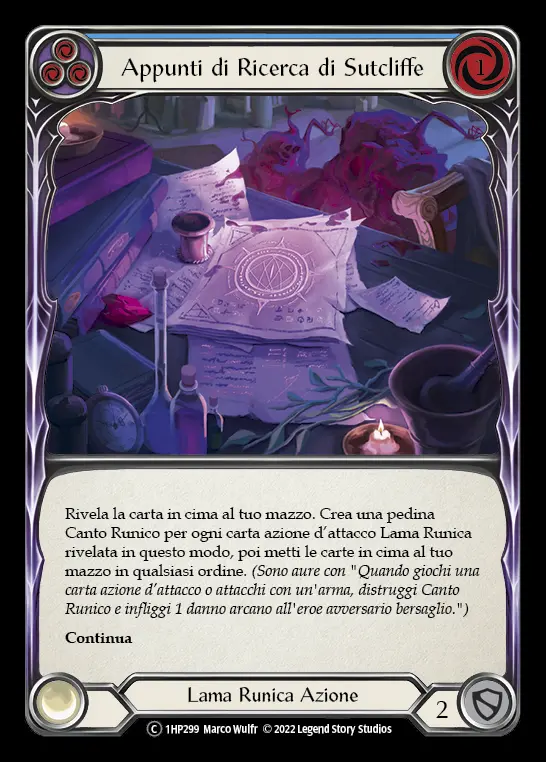 Appunti di Ricerca di Sutcliffe
1
Rivela la carta in cima al tuo mazzo. Crea una pedina
Canto Runico per ogni carta azione d'attacco Lama Runica
rivelata in questo modo, poi metti le carte in cima al tuo
mazzo in qualsiasi ordine. (Sono aure con "Quando giochi una
carta azione d'attacco o attacchi con un'arma, distruggi Canto
Runico e infliggi 1 danno arcano all'eroe avversario bersaglio.")
Continua
Lama Runica Azione
2
C 1HP299 Marco Wulfr © 2022 Legend Story Studios